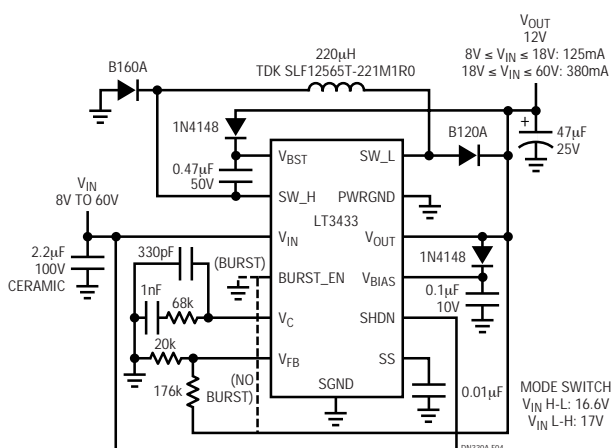 V_OUT
12V
8V ≤ V_IN ≤ 18V: 125mA
18V ≤ V_IN ≤ 60V: 380mA
B160A
220µH
TDK SLF12565T-221M1R0
1N4148
V_BST
SW_L
B120A
+
47µF
25V
0.47µF
50V
SW_H
PWRGND
LT3433
V_IN
8V TO 60V
V_IN
V_OUT
1N4148
2.2µF
100V
CERAMIC
330pF
(BURST)
BURST_EN
V_BIAS
0.1µF
10V
1nF
68k
V_C
SHDN
20k
V_FB
SS
176k
(NO
BURST)
SGND
0.01µF
MODE SWITCH
V_IN H-L: 16.6V
V_IN L-H: 17V
DN339 F04